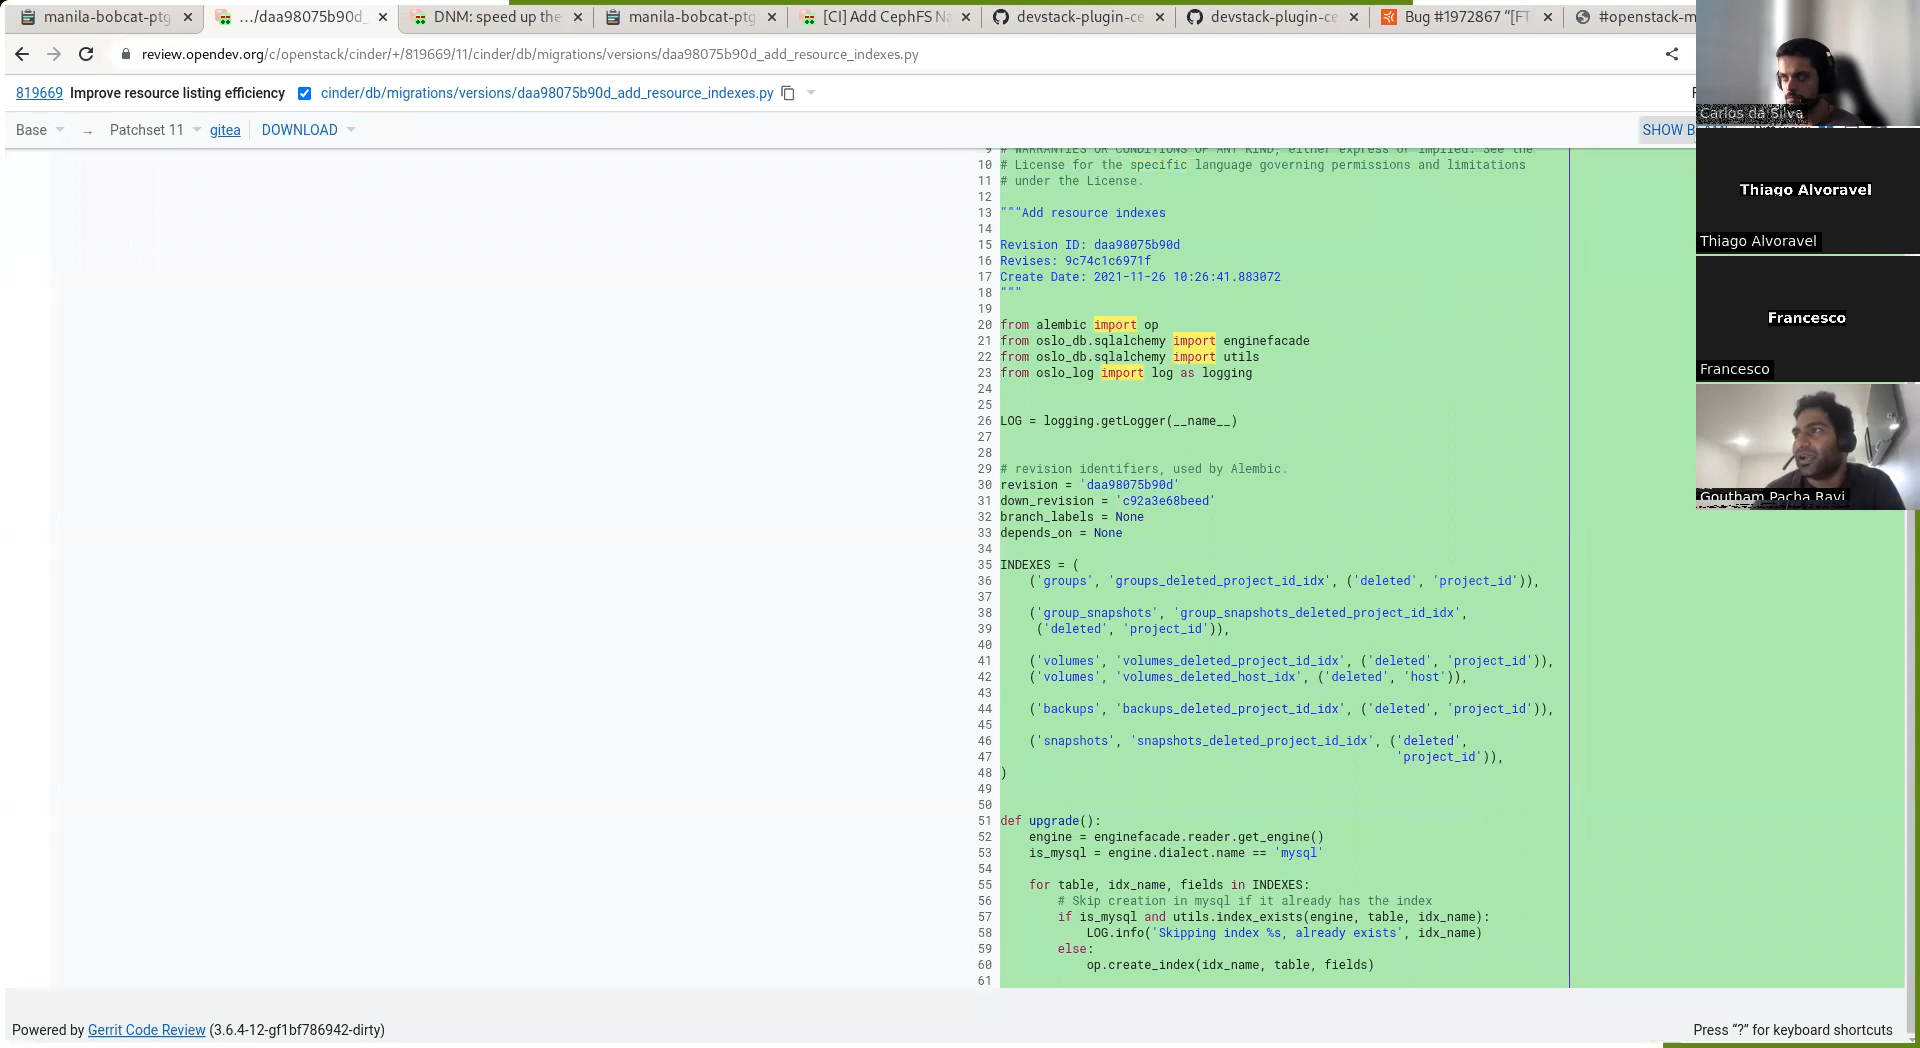 manila-bobcat-ptg
.../daa98075b90d_
DNM: speed up the
manila-bobcat-ptg
[CI] Add CephFS N
devstack-plugin-ce
devstack-plugin-ce
Bug #1972867 “[FT
#openstack-m
review.opendev.org/c/openstack/cinder/+/819669/11/cinder/db/migrations/versions/daa98075b90d_add_resource_indexes.py
819669 Improve resource listing efficiency cinder/db/migrations/versions/daa98075b90d_add_resource_indexes.py
Base → Patchset 11 gitea DOWNLOAD
SHOW B
9 # WARRANTIES OR CONDITIONS OF ANY KIND, either express or implied. See the
10 # License for the specific language governing permissions and limitations
11 # under the License.
12
13 """Add resource indexes
14
15 Revision ID: daa98075b90d
16 Revises: 9c74c1c6971f
17 Create Date: 2021-11-26 10:26:41.883072
18 """
19
20 from alembic import op
21 from oslo_db.sqlalchemy import enginefacade
22 from oslo_db.sqlalchemy import utils
23 from oslo_log import log as logging
24
25
26 LOG = logging.getLogger(__name__)
27
28
29 # revision identifiers, used by Alembic.
30 revision = 'daa98075b90d'
31 down_revision = 'c92a3e68beed'
32 branch_labels = None
33 depends_on = None
34
35 INDEXES = (
36     ('groups', 'groups_deleted_project_id_idx', ('deleted', 'project_id')),
37
38     ('group_snapshots', 'group_snapshots_deleted_project_id_idx',
39      ('deleted', 'project_id')),
40
41     ('volumes', 'volumes_deleted_project_id_idx', ('deleted', 'project_id')),
42     ('volumes', 'volumes_deleted_host_idx', ('deleted', 'host')),
43
44     ('backups', 'backups_deleted_project_id_idx', ('deleted', 'project_id')),
45
46     ('snapshots', 'snapshots_deleted_project_id_idx', ('deleted',
47                                                        'project_id')),
48 )
49
50
51 def upgrade():
52     engine = enginefacade.reader.get_engine()
53     is_mysql = engine.dialect.name == 'mysql'
54
55     for table, idx_name, fields in INDEXES:
56         # Skip creation in mysql if it already has the index
57         if is_mysql and utils.index_exists(engine, table, idx_name):
58             LOG.info('Skipping index %s, already exists', idx_name)
59         else:
60             op.create_index(idx_name, table, fields)
61
Carlos da Silva
Thiago Alvoravel
Thiago Alvoravel
Francesco
Francesco
Goutham Pacha Ravi
Powered by Gerrit Code Review (3.6.4-12-gf1bf786942-dirty)
Press “?” for keyboard shortcuts